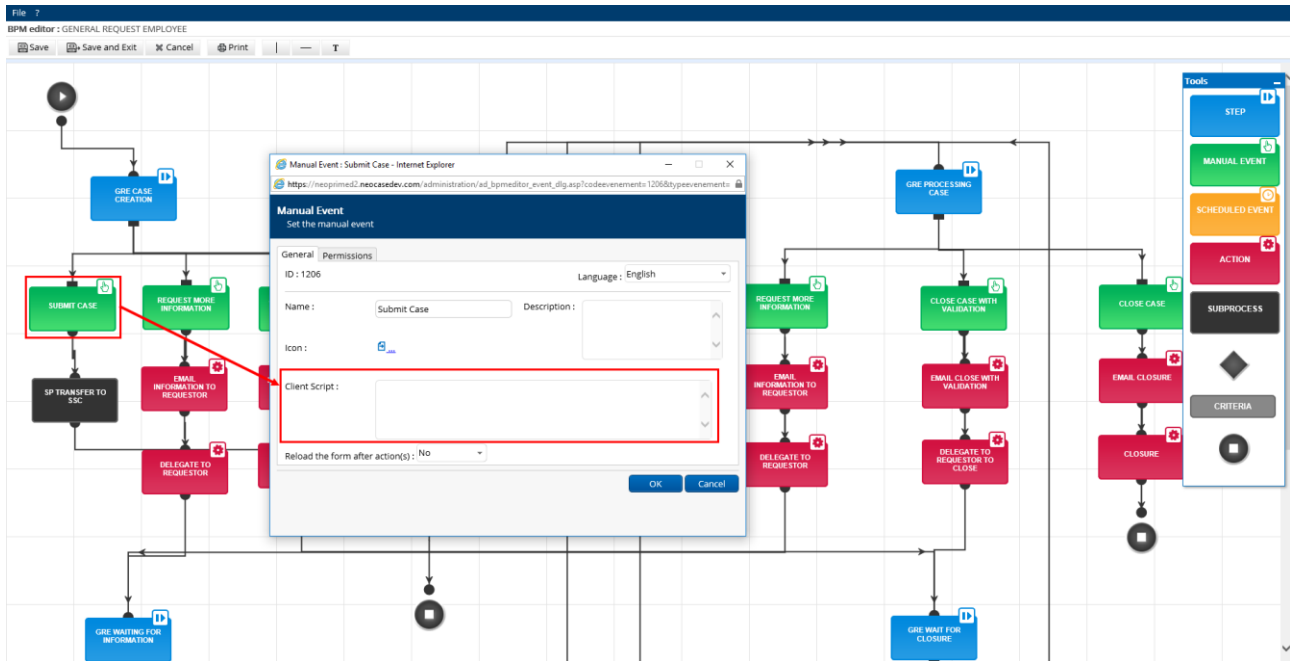 File ?
BPM editor : GENERAL REQUEST EMPLOYEE
Save Save and Exit Cancel Print T
Tools
STEP
MANUAL EVENT
SCHEDULED EVENT
ACTION
SUBPROCESS
CRITERIA
GRE CASE
CREATION
GRE PROCESSING
CASE
Manual Event : Submit Case - Internet Explorer
https://neoprimed2.neocasedev.com/administration/ad_bpmeditor_event_dlg.asp?codeevenement=1206&typeevenement=
Manual Event
Set the manual event
General Permissions
ID : 1206
Language : English
Name : Submit Case
Description :
Icon : ...
Client Script :
Reload the form after action(s) : No
OK Cancel
SUBMIT CASE
REQUEST MORE
INFORMATION
REQUEST MORE
INFORMATION
CLOSE CASE WITH
VALIDATION
CLOSE CASE
SP TRANSFER TO
SSC
EMAIL
INFORMATION TO
REQUESTOR
EMAIL
INFORMATION TO
REQUESTOR
EMAIL CLOSE WITH
VALIDATION
EMAIL CLOSURE
DELEGATE TO
REQUESTOR
DELEGATE TO
REQUESTOR
DELEGATE TO
REQUESTOR TO
CLOSE
CLOSURE
GRE WAITING FOR
INFORMATION
GRE WAIT FOR
CLOSURE